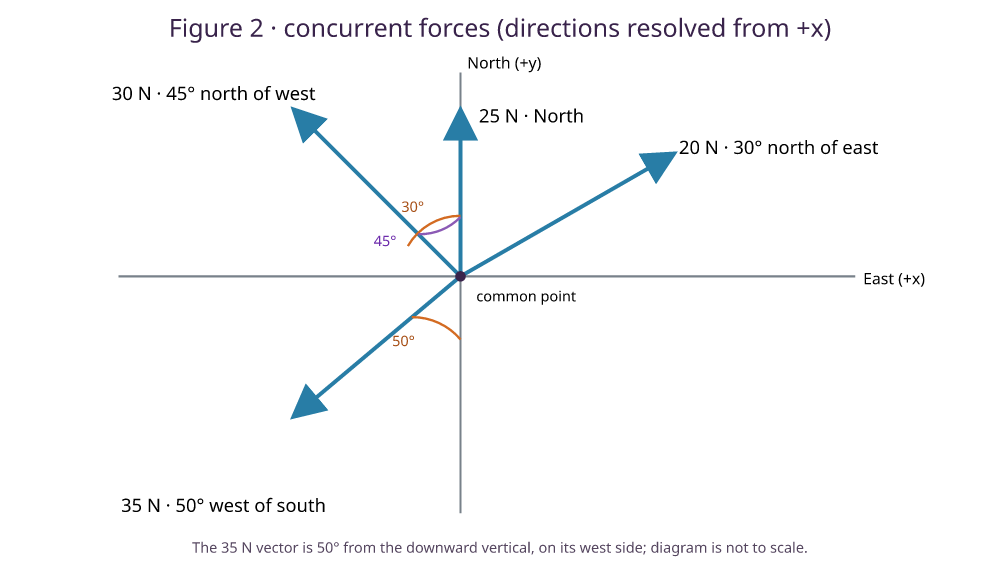 Figure 2 · concurrent forces (directions resolved from +x)
North (+y)
30 N · 45° north of west
25 N · North
20 N · 30° north of east
30°
45°
East (+x)
common point
50°
35 N · 50° west of south
The 35 N vector is 50° from the downward vertical, on its west side; diagram is not to scale.